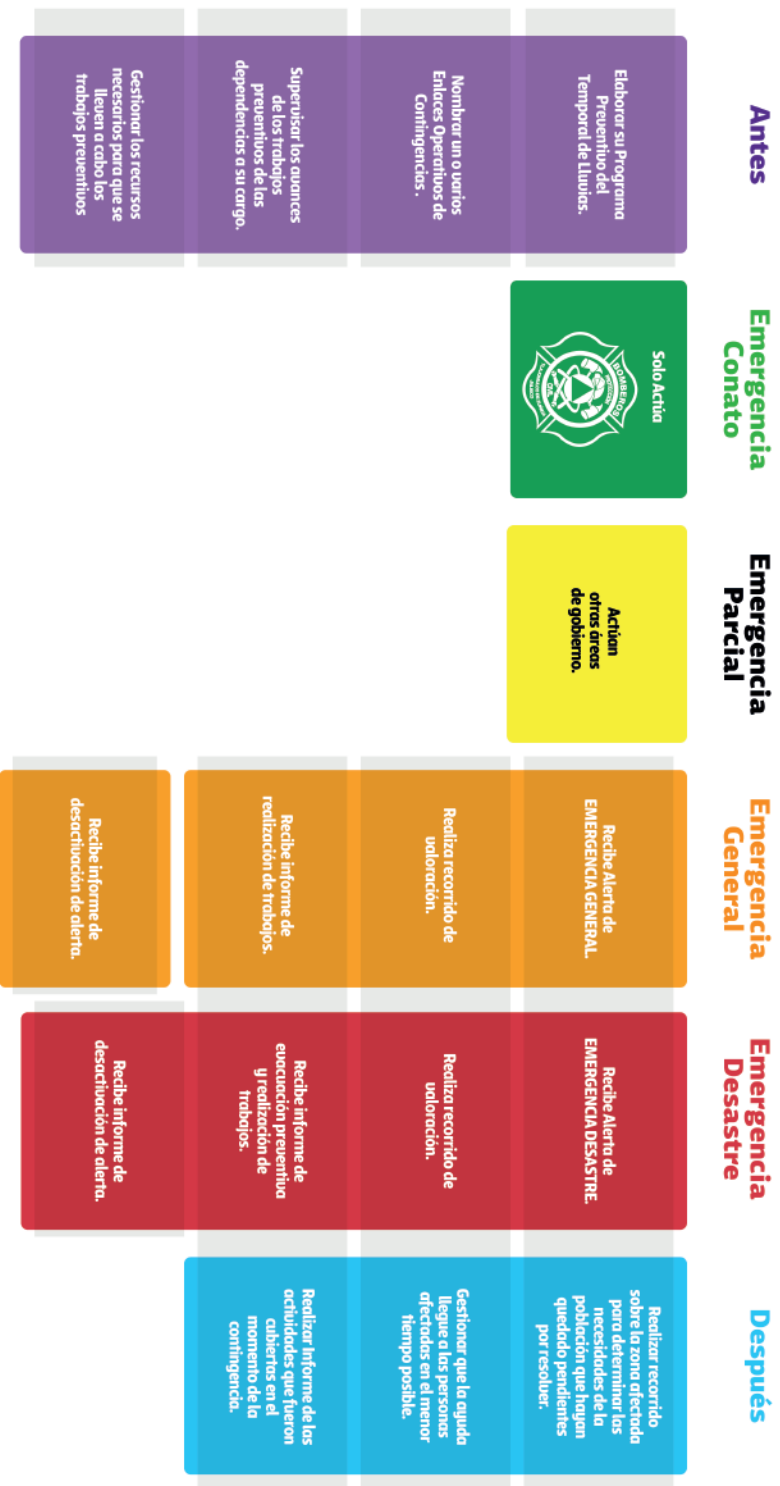 Antes
Elaborar su Programa
Preventivo del
Temporal de Lluvias.
Nombrar un o varios
Enlaces Operativos de
Contingencias .
Supervisar los avances
de los trabajos
preventivos de las
dependencias a su cargo.
Gestionar los recursos
necesarios para que se
lleven a cabo los
trabajos preventivos
Emergencia
Conato
Solo Actúa
BOMBEROS
PROTECCIÓN
CIVIL
Emergencia
Parcial
Actúan
otras áreas
de gobierno.
Emergencia
General
Recibe Alerta de
EMERGENCIA GENERAL.
Realiza recorrido de
valoración.
Recibe informe de
realización de trabajos.
Recibe informe de
desactivación de alerta.
Emergencia
Desastre
Recibe Alerta de
EMERGENCIA DESASTRE.
Realiza recorrido de
valoración.
Recibe informe de
evacuación preventiva
y realización de
trabajos.
Recibe informe de
desactivación de alerta.
Después
Realizar recorrido
sobre la zona afectada
para determinar las
necesidades de la
población que hayan
quedado pendientes
por resolver.
Gestionar que la ayuda
llegue a las personas
afectadas en el menor
tiempo posible.
Realizar Informe de las
actividades que fueron
cubiertas en el
momento de la
contingencia.